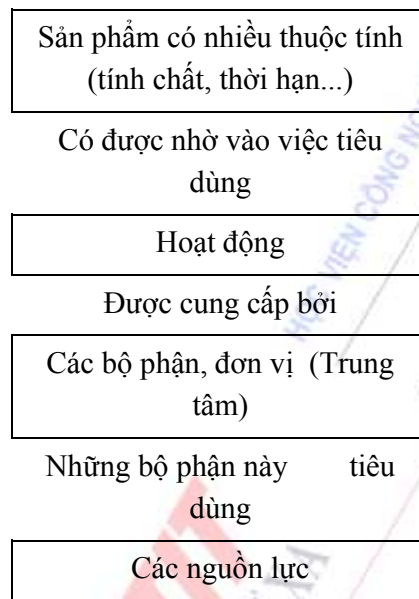 Sản phẩm có nhiều thuộc tính
(tính chất, thời hạn...)
Có được nhờ vào việc tiêu
dùng
Hoạt động
Được cung cấp bởi
Các bộ phận, đơn vị (Trung
tâm)
Những bộ phận này tiêu
dùng
Các nguồn lực